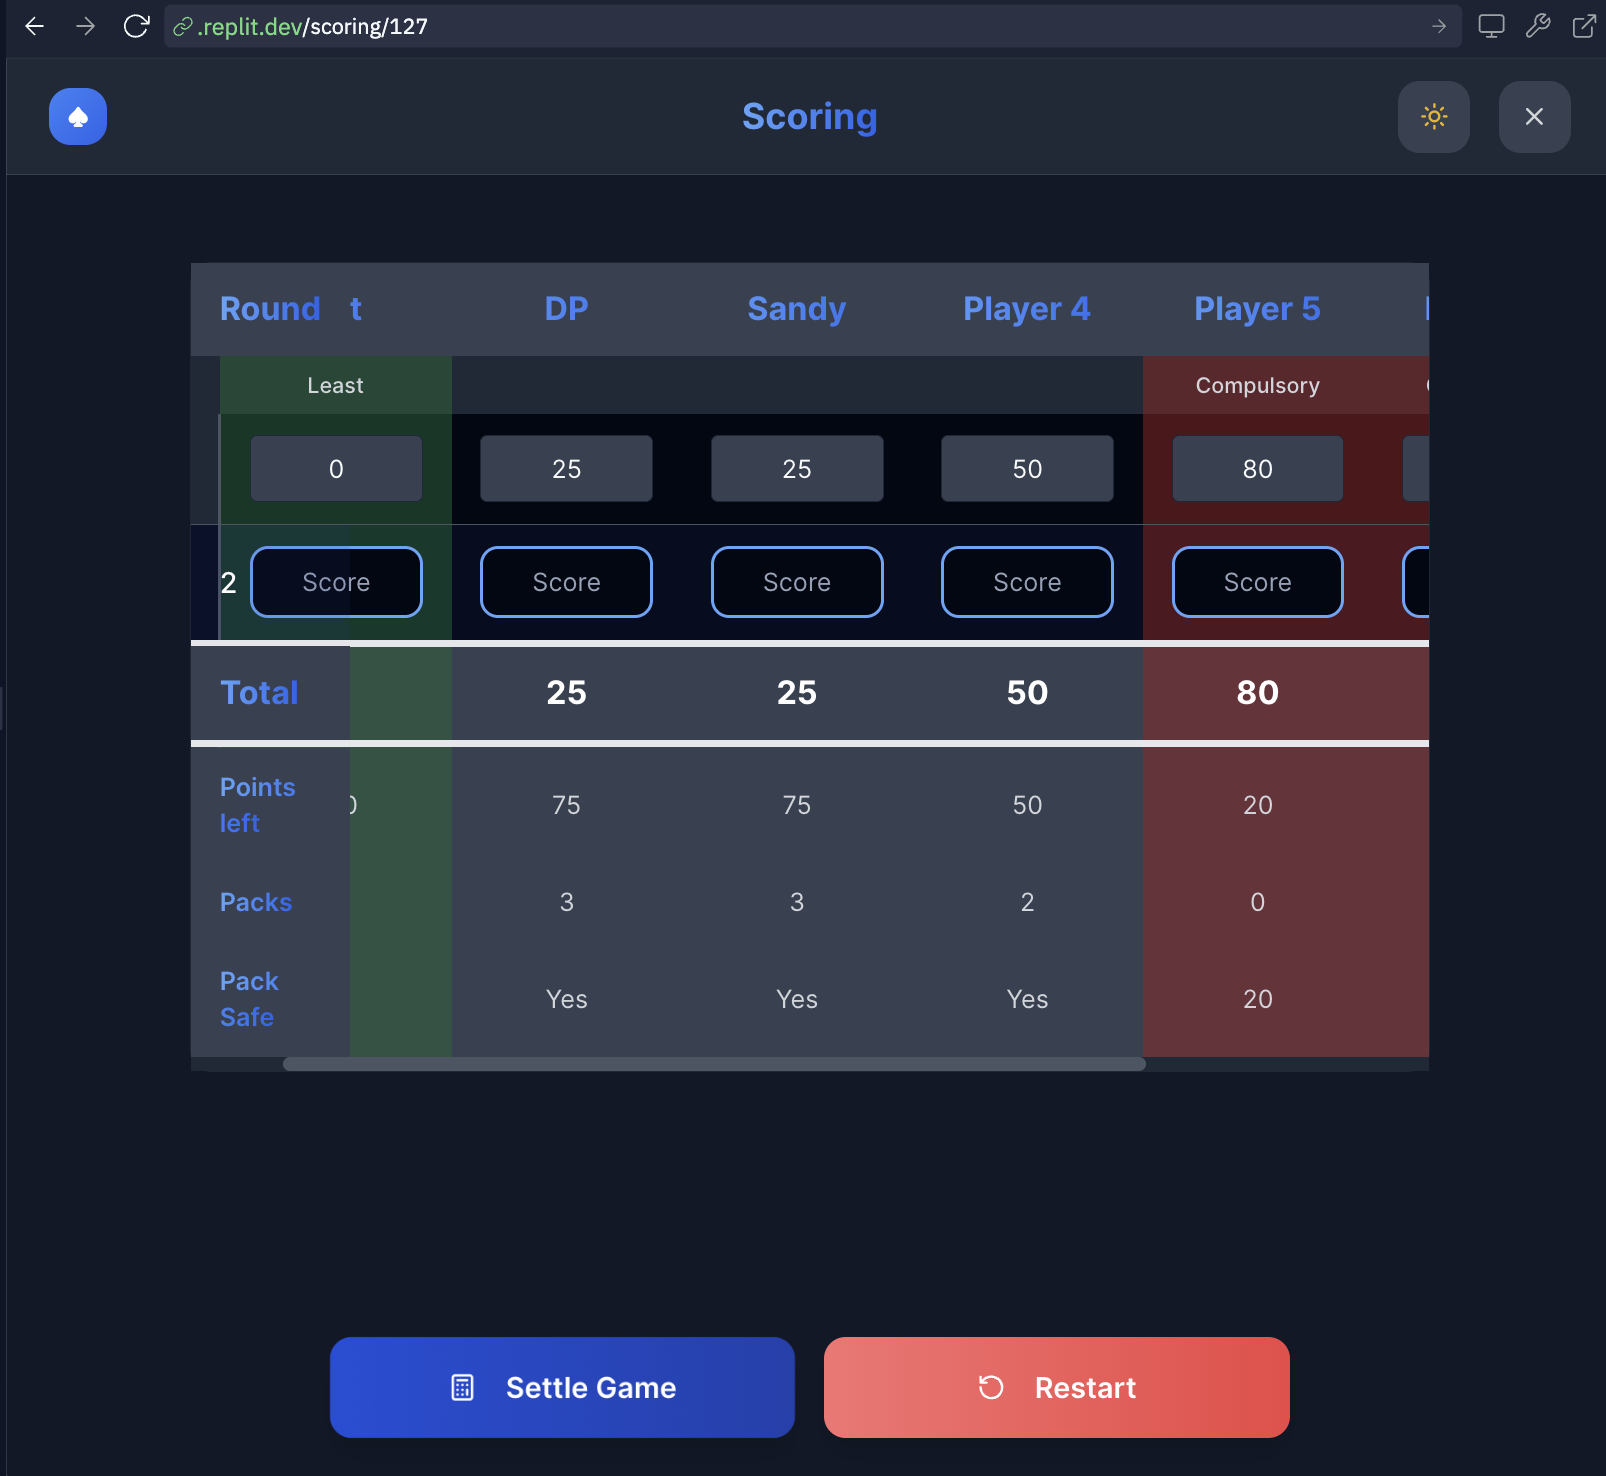 .replit.dev/scoring/127
Scoring
Round t DP Sandy Player 4 Player 5
Least Compulsory
0 25 25 50 80
2 Score Score Score Score Score
Total 25 25 50 80
Points left 0 75 75 50 20
Packs 3 3 2 0
Pack Safe Yes Yes Yes 20
Settle Game Restart